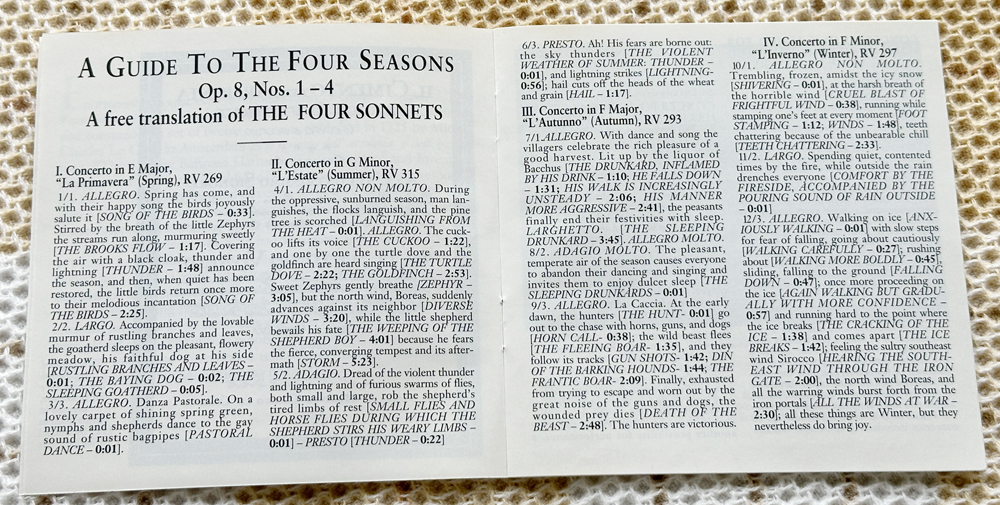 A GUIDE TO THE FOUR SEASONS
Op. 8, Nos. 1 – 4
A free translation of THE FOUR SONNETS
I. Concerto in E Major,
"La Primavera" (Spring), RV 269
1/1. ALLEGRO. Spring has come, and
with their happy song the birds joyously
salute it [SONG OF THE BIRDS – 0:33].
Stirred by the breath of the little Zephyrs
the streams run along, murmuring sweetly
[THE BROOKS FLOW – 1:17]. Covering
the air with a black cloak, thunder and
lightning [THUNDER – 1:48] announce
the season, and then, when quiet has been
restored, the little birds return once more
to their melodious incantation [SONG OF
THE BIRDS – 2:25].
2/2. LARGO. Accompanied by the lovable
murmur of rustling branches and leaves,
the goatherd sleeps on the pleasant, flowery
meadow, his faithful dog at his side
[RUSTLING BRANCHES AND LEAVES –
0:01; THE BAYING DOG – 0:02; THE
SLEEPING GOATHERD – 0:05].
3/3. ALLEGRO. Danza Pastorale. On a
lovely carpet of shining spring green,
nymphs and shepherds dance to the gay
sound of rustic bagpipes [PASTORAL
DANCE – 0:01].
II. Concerto in G Minor,
"L'Estate" (Summer), RV 315
4/1. ALLEGRO NON MOLTO. During
the oppressive, sunburned season, man lan-
guishes, the flocks languish, and the pine
tree is scorched [LANGUISHING FROM
THE HEAT – 0:01]. ALLEGRO. The cuck-
oo lifts its voice [THE CUCKOO – 1:22],
and one by one the turtle dove and the
goldfinch are heard singing [THE TURTLE
DOVE – 2:22; THE GOLDFINCH – 2:53].
Sweet Zephyrs gently breathe [ZEPHYR –
3:05], but the north wind, Boreas, suddenly
advances against its neighbor [DIVERSE
WINDS – 3:20], while the little shepherd
bewails his fate [THE WEEPING OF THE
SHEPHERD BOY – 4:01] because he fears
the fierce, converging tempest and its after-
math [STORM – 5:23].
5/2. ADAGIO. Dread of the violent thunder
and lightning and of furious swarms of flies,
both small and large, rob the shepherd's
tired limbs of rest [SMALL FLIES AND
HORSE FLIES DURING WHICH THE
SHEPHERD STIRS HIS WEARY LIMBS –
0:01] – PRESTO [THUNDER – 0:22]
6/3. PRESTO. Ah! His fears are borne out:
the sky thunders [THE VIOLENT
WEATHER OF SUMMER: THUNDER –
0:01], and lightning strikes [LIGHTNING-
0:56]; hail cuts off the heads of the wheat
and grain [HAIL – 1:17].
III. Concerto in F Major,
"L'Autunno" (Autumn), RV 293
7/1. ALLEGRO. With dance and song the
villagers celebrate the rich pleasure of a
good harvest. Lit up by the liquor of
Bacchus [THE DRUNKARD, INFLAMED
BY HIS DRINK – 1:10; HE FALLS DOWN
– 1:31; HIS WALK IS INCREASINGLY
UNSTEADY – 2:06; HIS MANNER
MORE AGGRESSIVE – 2:41], the peasants
finally end their festivities with sleep.
LARGHETTO. [THE SLEEPING
DRUNKARD – 3:45]. ALLEGRO MOLTO.
8/2. ADAGIO MOLTO. The pleasant,
temperate air of the season causes everyone
to abandon their dancing and singing and
invites them to enjoy dulcet sleep [THE
SLEEPING DRUNKARDS – 0:01]
9/3. ALLEGRO. La Caccia. At the early
dawn, the hunters [THE HUNT- 0:01] go
out to the chase with horns, guns, and dogs
[HORN CALL- 0:38]; the wild beast flees
[THE FLEEING BOAR- 1:35], and they
follow its tracks [GUN SHOTS- 1:42; DIN
OF THE BARKING HOUNDS- 1:44; THE
FRANTIC BOAR- 2:09]. Finally, exhausted
from trying to escape and worn out by the
great noise of the guns and dogs, the
wounded prey dies [DEATH OF THE
BEAST – 2:48]. The hunters are victorious.
IV. Concerto in F Minor,
"L'Inverno" (Winter), RV 297
10/1. ALLEGRO NON MOLTO.
Trembling, frozen, amidst the icy snow
[SHIVERING – 0:01], at the harsh breath of
the horrible wind [CRUEL BLAST OF
FRIGHTFUL WIND – 0:38], running while
stamping one's feet at every moment [FOOT
STAMPING – 1:12; WINDS – 1:48], teeth
chattering because of the unbearable chill
[TEETH CHATTERING – 2:33].
11/2. LARGO. Spending quiet, contented
times by the fire, while outside the rain
drenches everyone [COMFORT BY THE
FIRESIDE, ACCOMPANIED BY THE
POURING SOUND OF RAIN OUTSIDE
– 0:01]
12/3. ALLEGRO. Walking on ice [ANX-
IOUSLY WALKING – 0:01] with slow steps
for fear of falling, going about cautiously
[WALKING CAREFULLY – 0:27]; rushing
about [WALKING MORE BOLDLY – 0:45],
sliding, falling to the ground [FALLING
DOWN – 0:47]; once more proceeding on
the ice [AGAIN WALKING BUT GRADU-
ALLY WITH MORE CONFIDENCE –
0:57] and running hard to the point where
the ice breaks [THE CRACKING OF THE
ICE – 1:38] and comes apart [THE ICE
BREAKS – 1:42]; feeling the sultry southeast
wind Sirocco [HEARING THE SOUTH-
EAST WIND THROUGH THE IRON
GATE – 2:00], the north wind Boreas, and
all the warring winds burst forth from the
iron portals [ALL THE WINDS AT WAR –
2:30]; all these things are Winter, but they
nevertheless do bring joy.